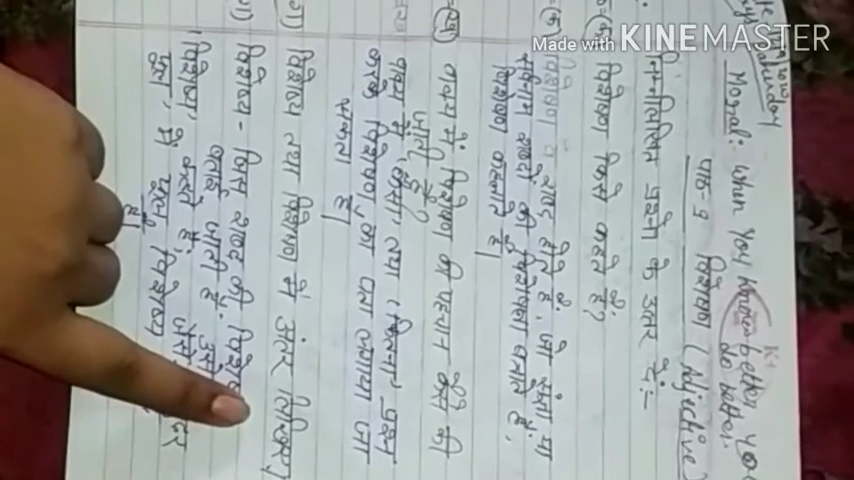 Made with KINEMASTER
Saturday
Moral: When You knows better you
do better.
पाठ-9 विशेषण (Adjective)
निम्नलिखित प्रश्नो के उत्तर दें:-
विशेषण किसे कहते हैं?
विशेषण वे शब्द होते हैं, जो संज्ञा या
सर्वनाम शब्दों की विशेषता बताते हैं,
विशेषण कहलाते हैं।
वाक्य में विशेषण की पहचान कैसे की
जाती है?
वाक्य में 'कैसा' तथा 'कितना' प्रश्न
करके विशेषण का पता लगाया जा
सकता है।
विशेष्य तथा विशेषण में अंतर लिखिए।
विशेष्य- जिस शब्द की विशेषता
बताई जाती है, उसे
'विशेष्य' कहते हैं; जैसे-
फूल' में फूल विशेष्य
है।